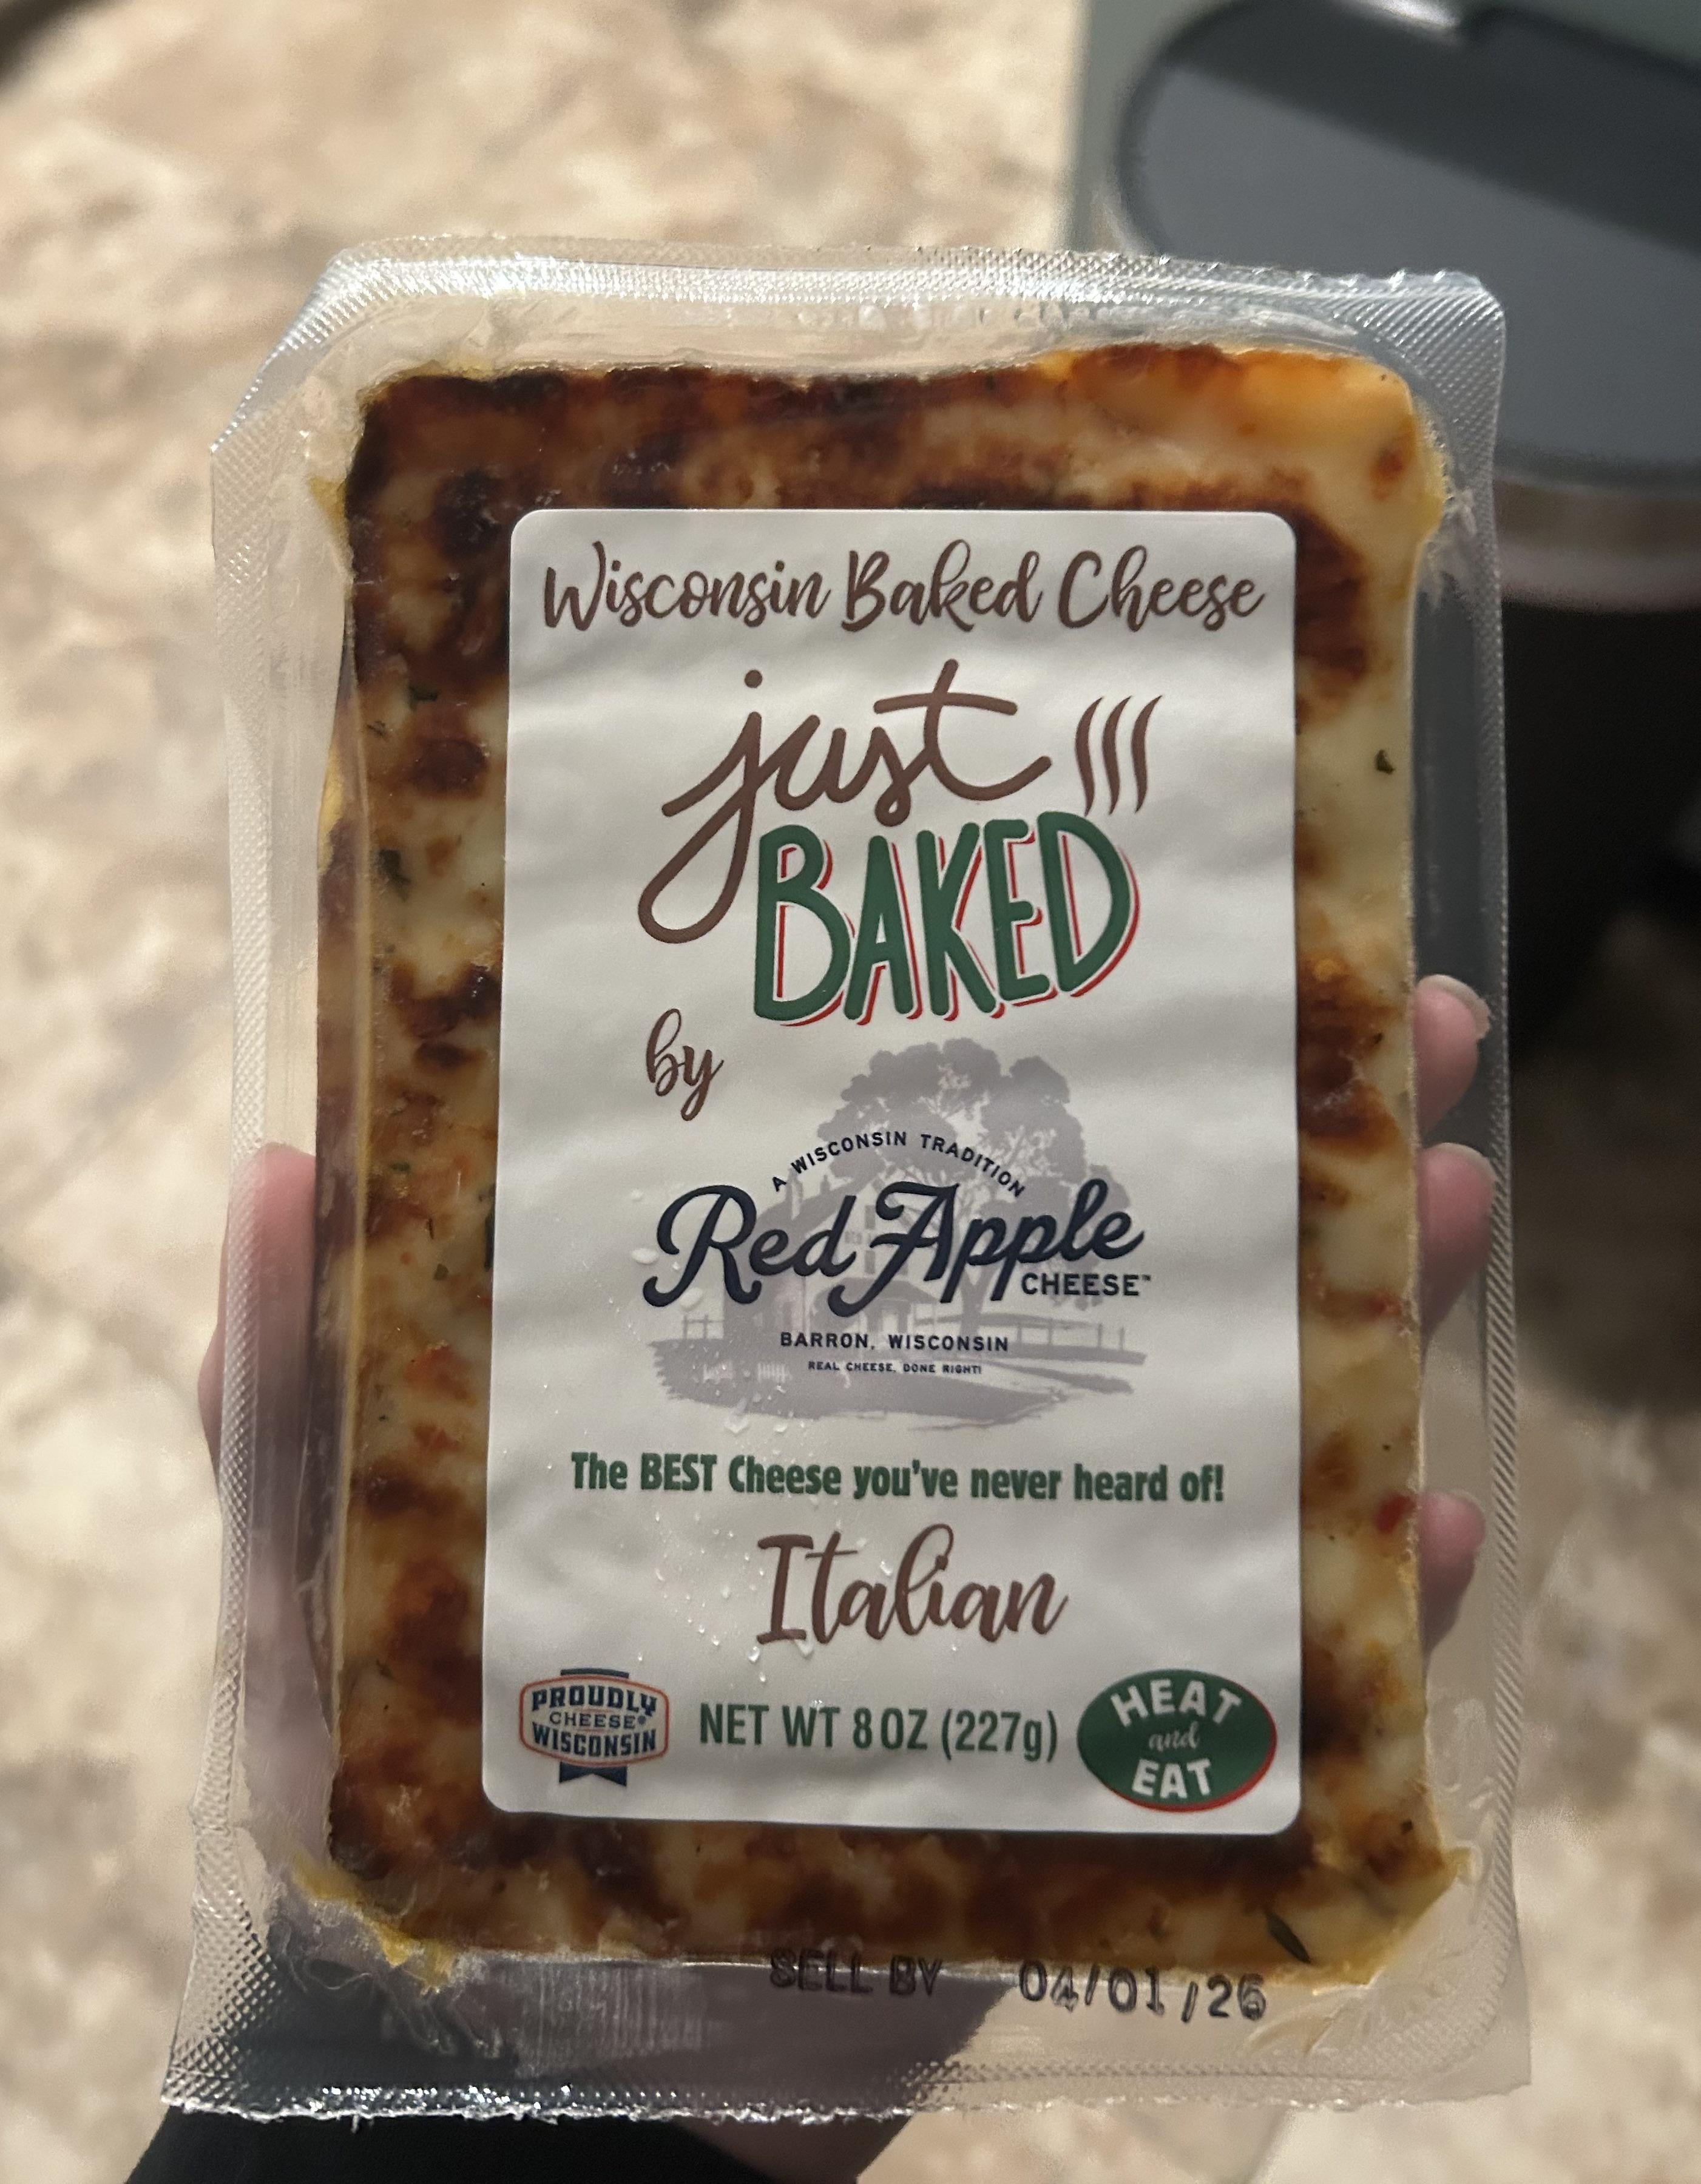 Wisconsin Baked Cheese
just
BAKED
by
A WISCONSIN TRADITION
Red Apple
CHEESE™
BARRON, WISCONSIN
REAL CHEESE, DONE RIGHT!
The BEST Cheese you've never heard of!
Italian
PROUDLY
CHEESE®
WISCONSIN
NET WT 8 OZ (227g)
HEAT
and
EAT
SELL BY 04/01/26